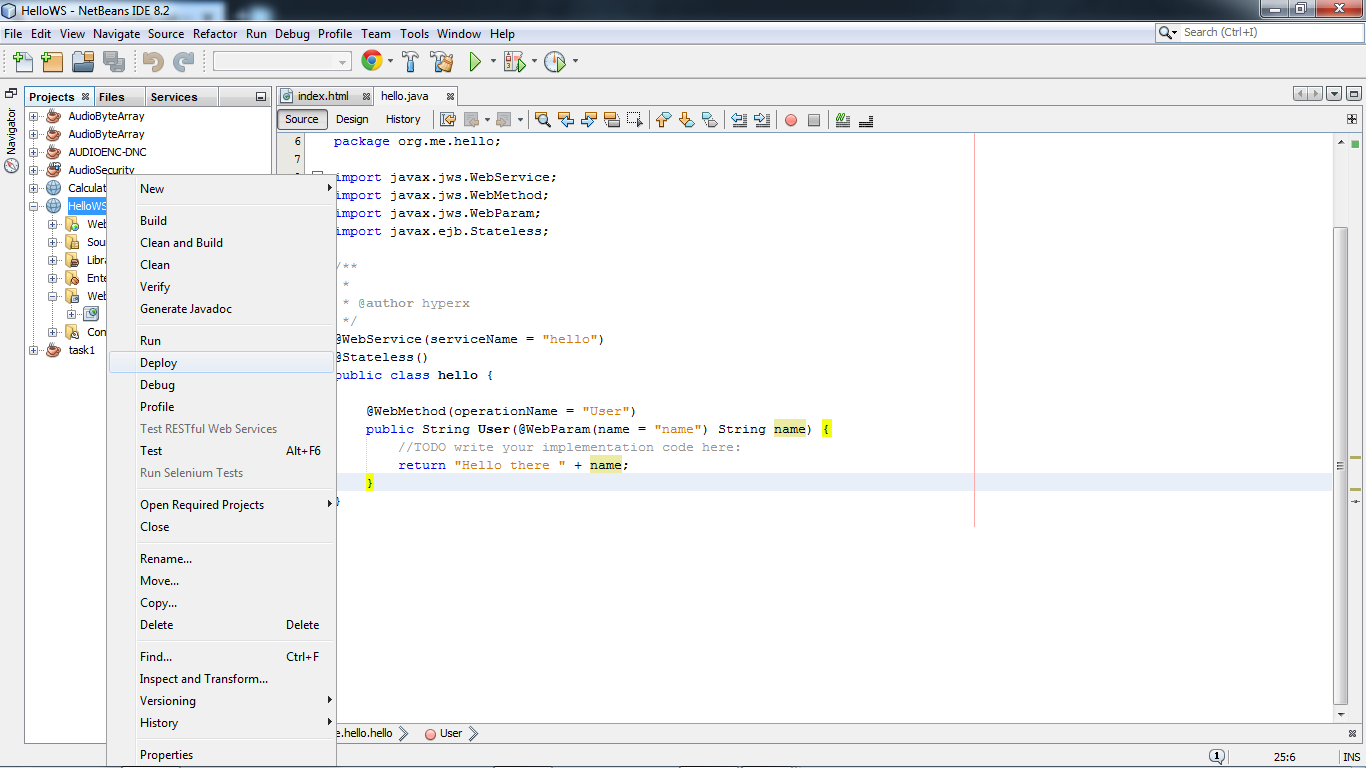 HelloWS - NetBeans IDE 8.2
File Edit View Navigate Source Refactor Run Debug Profile Team Tools Window Help
Search (Ctrl+I)
Projects Files Services
Navigator
AudioByteArray
AudioByteArray
AUDIOENC-DNC
AudioSecurity
Calculat
HelloWS
Web
Sou
Libra
Ente
Web
Con
task1
New
Build
Clean and Build
Clean
Verify
Generate Javadoc
Run
Deploy
Debug
Profile
Test RESTful Web Services
Test Alt+F6
Run Selenium Tests
Open Required Projects
Close
Rename...
Move...
Copy...
Delete Delete
Find... Ctrl+F
Inspect and Transform...
Versioning
History
Properties
index.html hello.java
Source Design History
6 package org.me.hello;
7
import javax.jws.WebService;
import javax.jws.WebMethod;
import javax.jws.WebParam;
import javax.ejb.Stateless;
/**
*
* @author hyperx
*/
@WebService(serviceName = "hello")
@Stateless()
public class hello {
@WebMethod(operationName = "User")
public String User(@WebParam(name = "name") String name) {
//TODO write your implementation code here:
return "Hello there " + name;
}
}
e.hello.hello User
1 25:6 INS